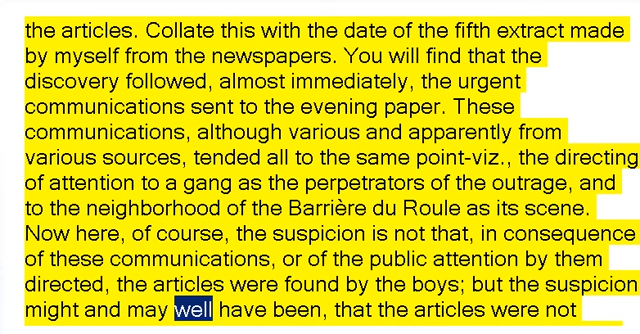 the articles. Collate this with the date of the fifth extract made
by myself from the newspapers. You will find that the
discovery followed, almost immediately, the urgent
communications sent to the evening paper. These
communications, although various and apparently from
various sources, tended all to the same point-viz., the directing
of attention to a gang as the perpetrators of the outrage, and
to the neighborhood of the Barrière du Roule as its scene.
Now here, of course, the suspicion is not that, in consequence
of these communications, or of the public attention by them
directed, the articles were found by the boys; but the suspicion
might and may well have been, that the articles were not